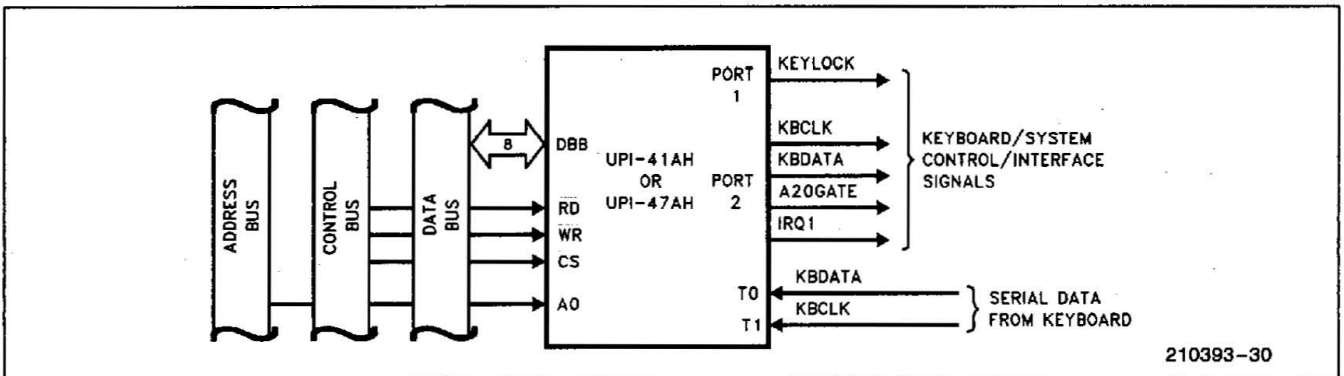 ADDRESS
BUS
CONTROL
BUS
DATA
BUS
8
DBB
RD
WR
CS
A0
UPI-41AH
OR
UPI-47AH
PORT
1
PORT
2
T0
T1
KEYLOCK
KBCLK
KBDATA
A20GATE
IRQ1
KBDATA
KBCLK
KEYBOARD/SYSTEM
CONTROL/INTERFACE
SIGNALS
SERIAL DATA
FROM KEYBOARD
210393-30